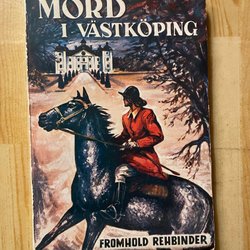 MORD
I VÄSTKÖPING
FROMHOLD REHBINDER